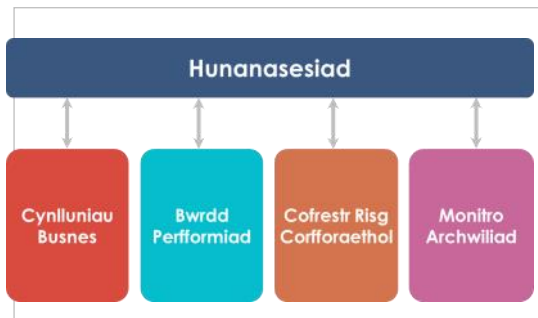 Hunanasesiad
Cynlluniau
Busnes
Bwrdd
Perfformiad
Cofrestr Risg
Corfforaethol
Monitro
Archwiliad